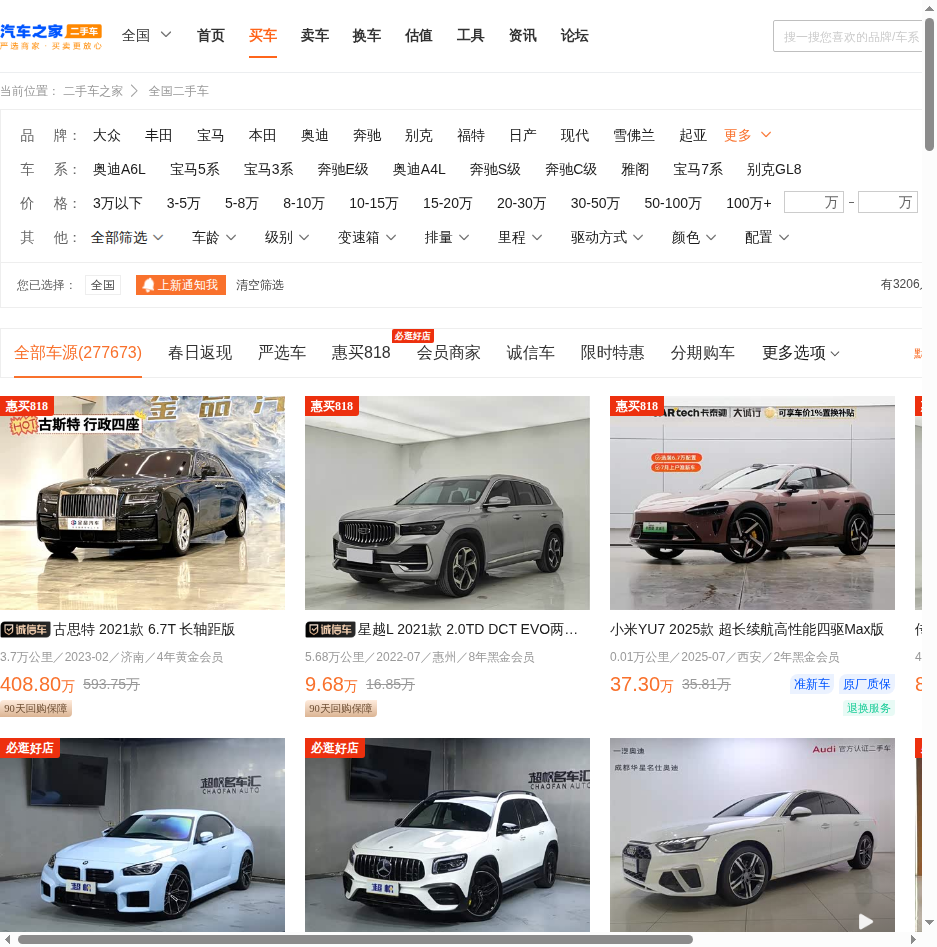 汽车之家 二手车
严选商家·买卖更放心
全国 首页 买车 卖车 换车 估值 工具 资讯 论坛
搜一搜您喜欢的品牌/车系
当前位置： 二手车之家 全国二手车
品 牌： 大众 丰田 宝马 本田 奥迪 奔驰 别克 福特 日产 现代 雪佛兰 起亚 更多
车 系： 奥迪A6L 宝马5系 宝马3系 奔驰E级 奥迪A4L 奔驰S级 奔驰C级 雅阁 宝马7系 别克GL8
价 格： 3万以下 3-5万 5-8万 8-10万 10-15万 15-20万 20-30万 30-50万 50-100万 100万+ 万 - 万
其 他： 全部筛选 车龄 级别 变速箱 排量 里程 驱动方式 颜色 配置
您已选择： 全国 上新通知我 清空筛选 有3206
必逛好店
全部车源(277673) 春日返现 严选车 惠买818 会员商家 诚信车 限时特惠 分期购车 更多选项
惠买818 惠买818 惠买818
HOT 古斯特 行政四座
金品汽车
CARtech卡泰调 大诚行 可享车价1%置换补贴
诚信车 古思特 2021款 6.7T 长轴距版
3.7万公里／2023-02／济南／4年黄金会员
408.80万 593.75万
90天回购保障
诚信车 星越L 2021款 2.0TD DCT EVO两…
5.68万公里／2022-07／惠州／8年黑金会员
9.68万 16.85万
90天回购保障
小米YU7 2025款 超长续航高性能四驱Max版
0.01万公里／2025-07／西安／2年黑金会员
37.30万 35.81万 准新车 原厂质保
退换服务
必逛好店 必逛好店
超帆名车汇
CHAOFAN AUTO
超帆
超帆名车汇
CHAOFAN AUTO
超帆
一汽奥迪
成都华星名仕奥迪
Audi 官方认证二手车